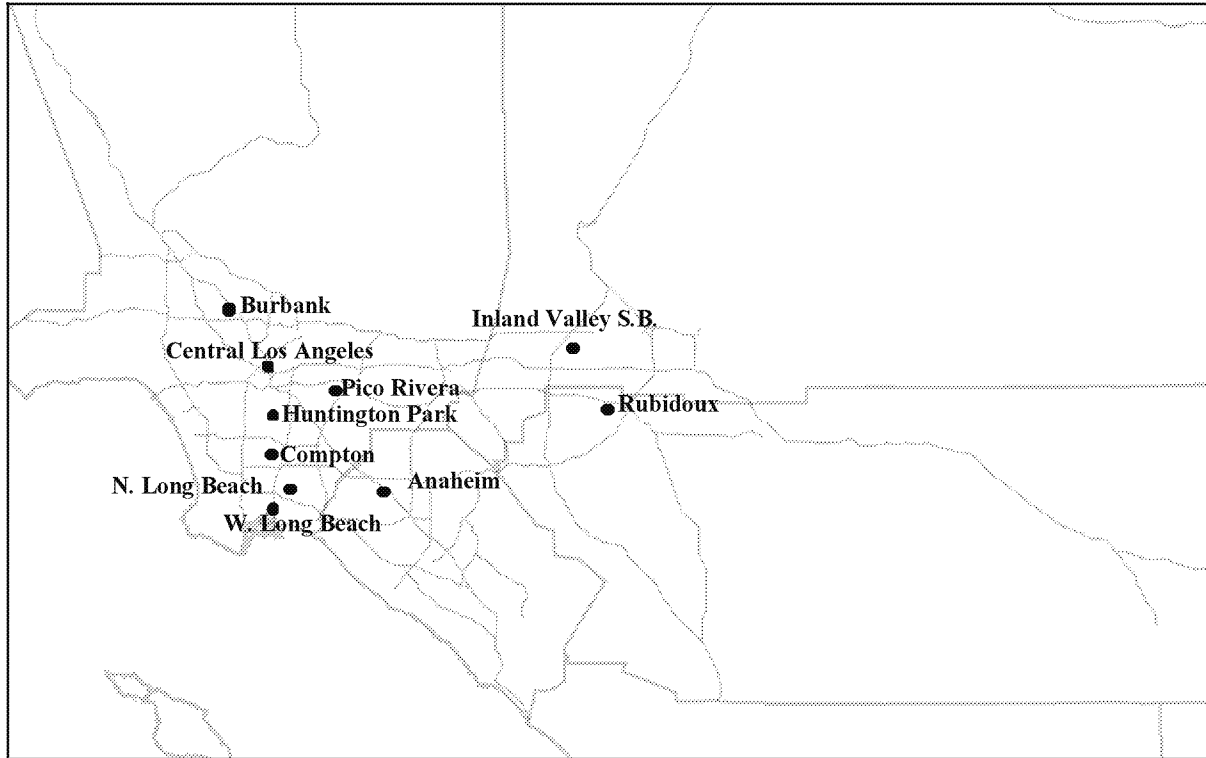 Burbank
Inland Valley S.B.
Central Los Angeles
Pico Rivera
Rubidoux
Huntington Park
Compton
Anaheim
N. Long Beach
W. Long Beach